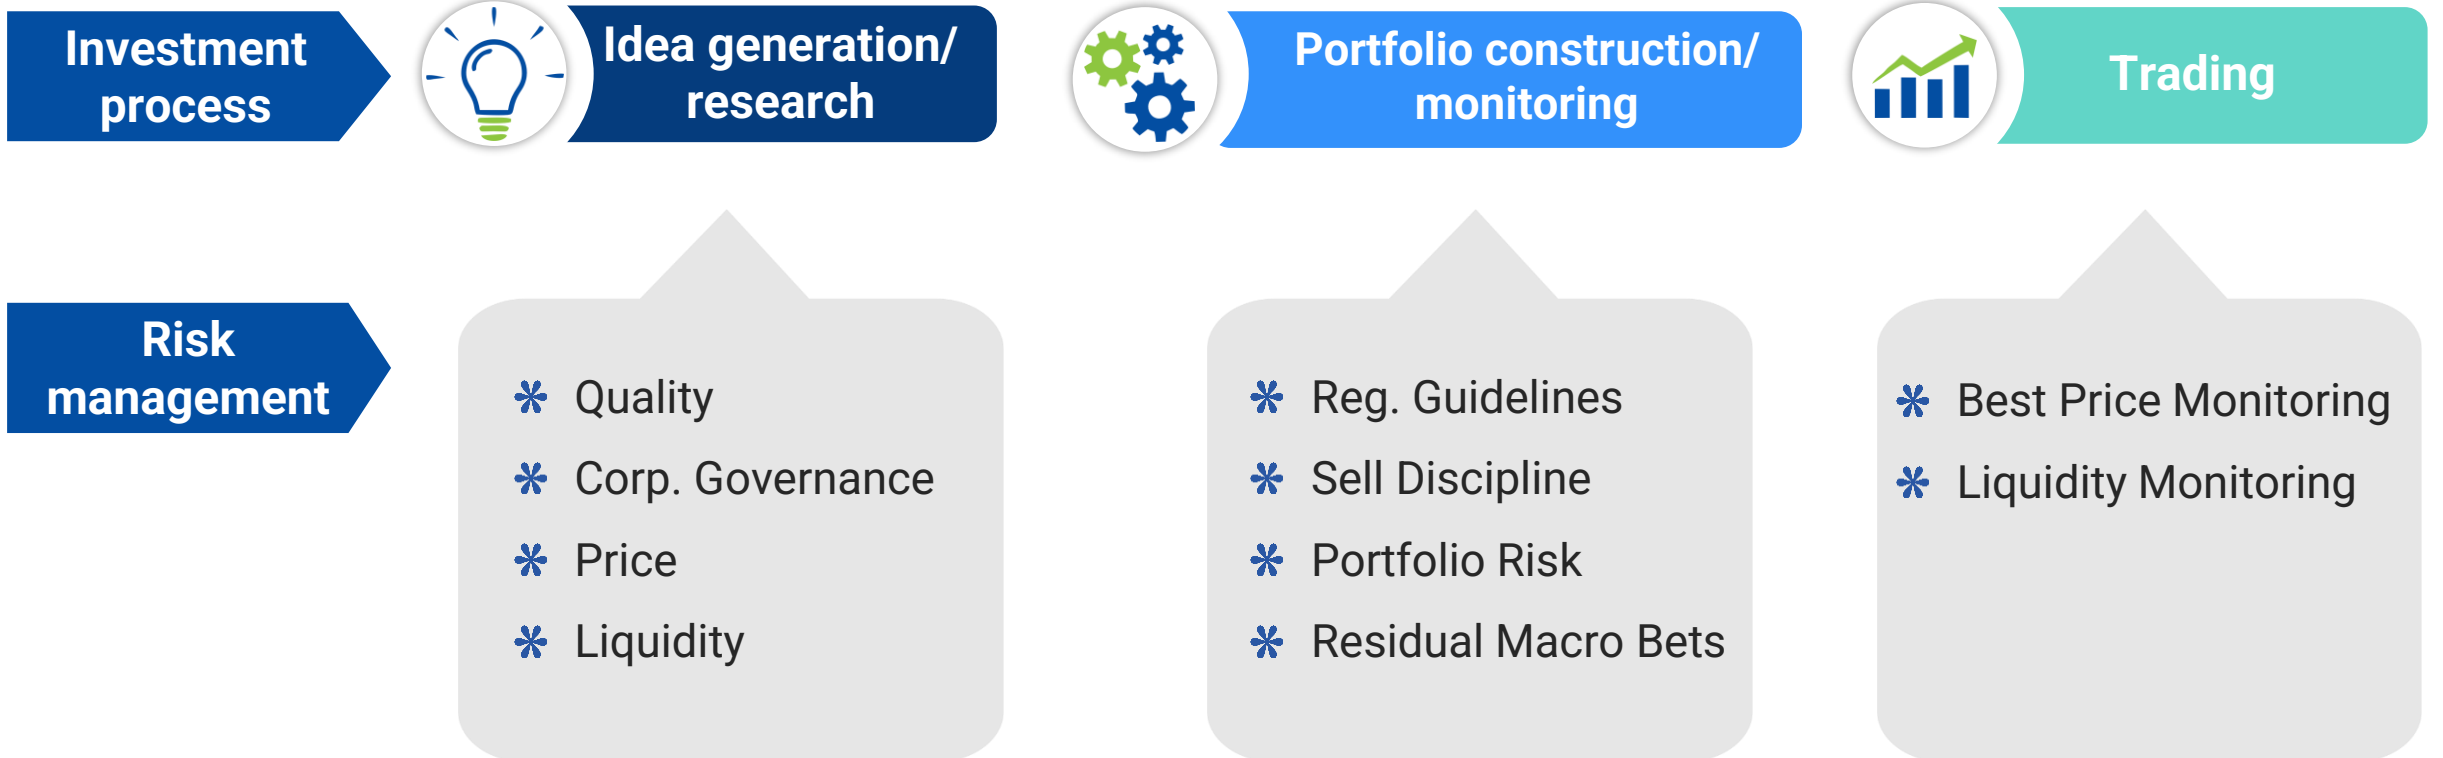 Investment
process
Idea generation/
research
Portfolio construction/
monitoring
Trading
Risk
management
Quality
Corp. Governance
Price
Liquidity
Reg. Guidelines
Sell Discipline
Portfolio Risk
Residual Macro Bets
Best Price Monitoring
Liquidity Monitoring